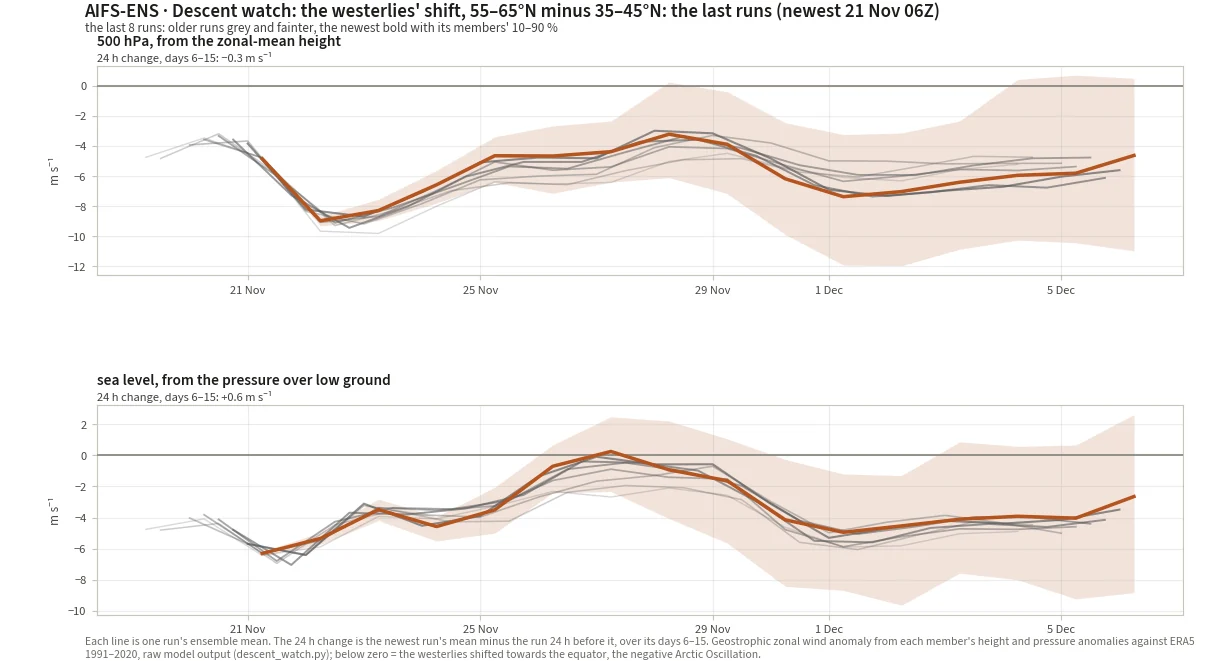 AIFS-ENS · Descent watch: the westerlies' shift, 55–65°N minus 35–45°N: the last runs (newest 21 Nov 06Z)
the last 8 runs: older runs grey and fainter, the newest bold with its members' 10–90 %
500 hPa, from the zonal-mean height
24 h change, days 6–15: −0.3 m s⁻¹
0
−2
−4
−6
−8
−10
−12
m s⁻¹
21 Nov
25 Nov
29 Nov
1 Dec
5 Dec
sea level, from the pressure over low ground
24 h change, days 6–15: +0.6 m s⁻¹
2
0
−2
−4
−6
−8
−10
m s⁻¹
21 Nov
25 Nov
29 Nov
1 Dec
5 Dec
Each line is one run's ensemble mean. The 24 h change is the newest run's mean minus the run 24 h before it, over its days 6–15. Geostrophic zonal wind anomaly from each member's height and pressure anomalies against ERA5
1991–2020, raw model output (descent_watch.py); below zero = the westerlies shifted towards the equator, the negative Arctic Oscillation.